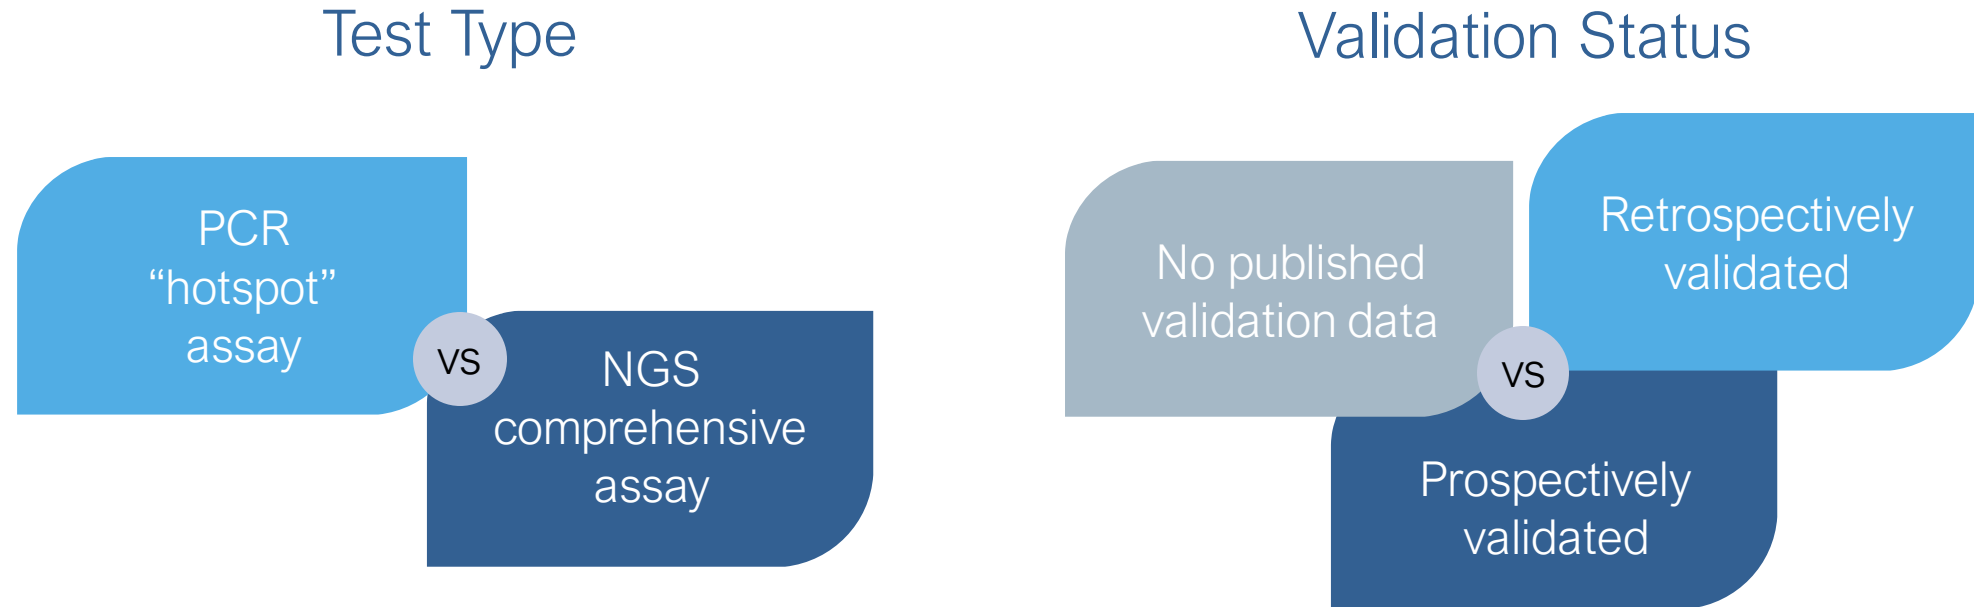 Test Type
PCR
“hotspot”
assay
vs
NGS
comprehensive
assay
Validation Status
No published
validation data
Retrospectively
validated
vs
Prospectively
validated